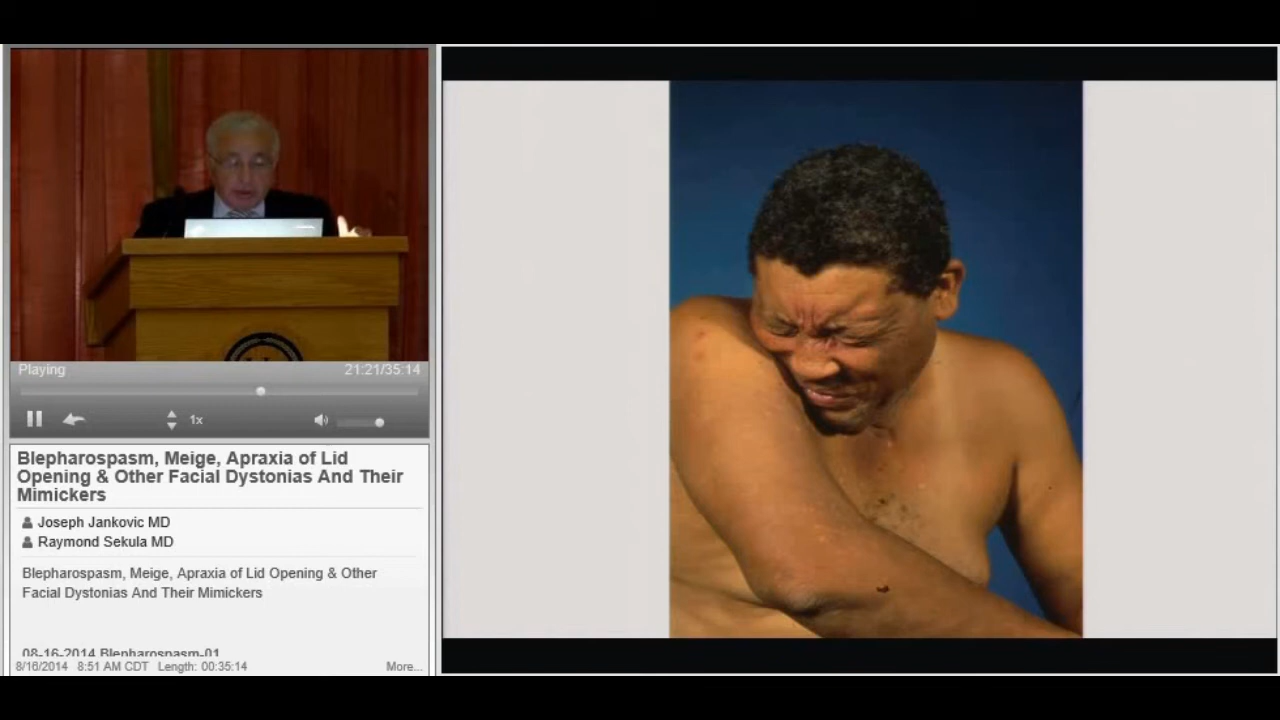 Playing
21:21/35:14
1x
Blepharospasm, Meige, Apraxia of Lid
Opening & Other Facial Dystonias And Their
Mimickers
Joseph Jankovic MD
Raymond Sekula MD
Blepharospasm, Meige, Apraxia of Lid Opening & Other
Facial Dystonias And Their Mimickers
08-16-2014 Blepharospasm-01
8/16/2014 8:51 AM CDT Length: 00:35:14
More...